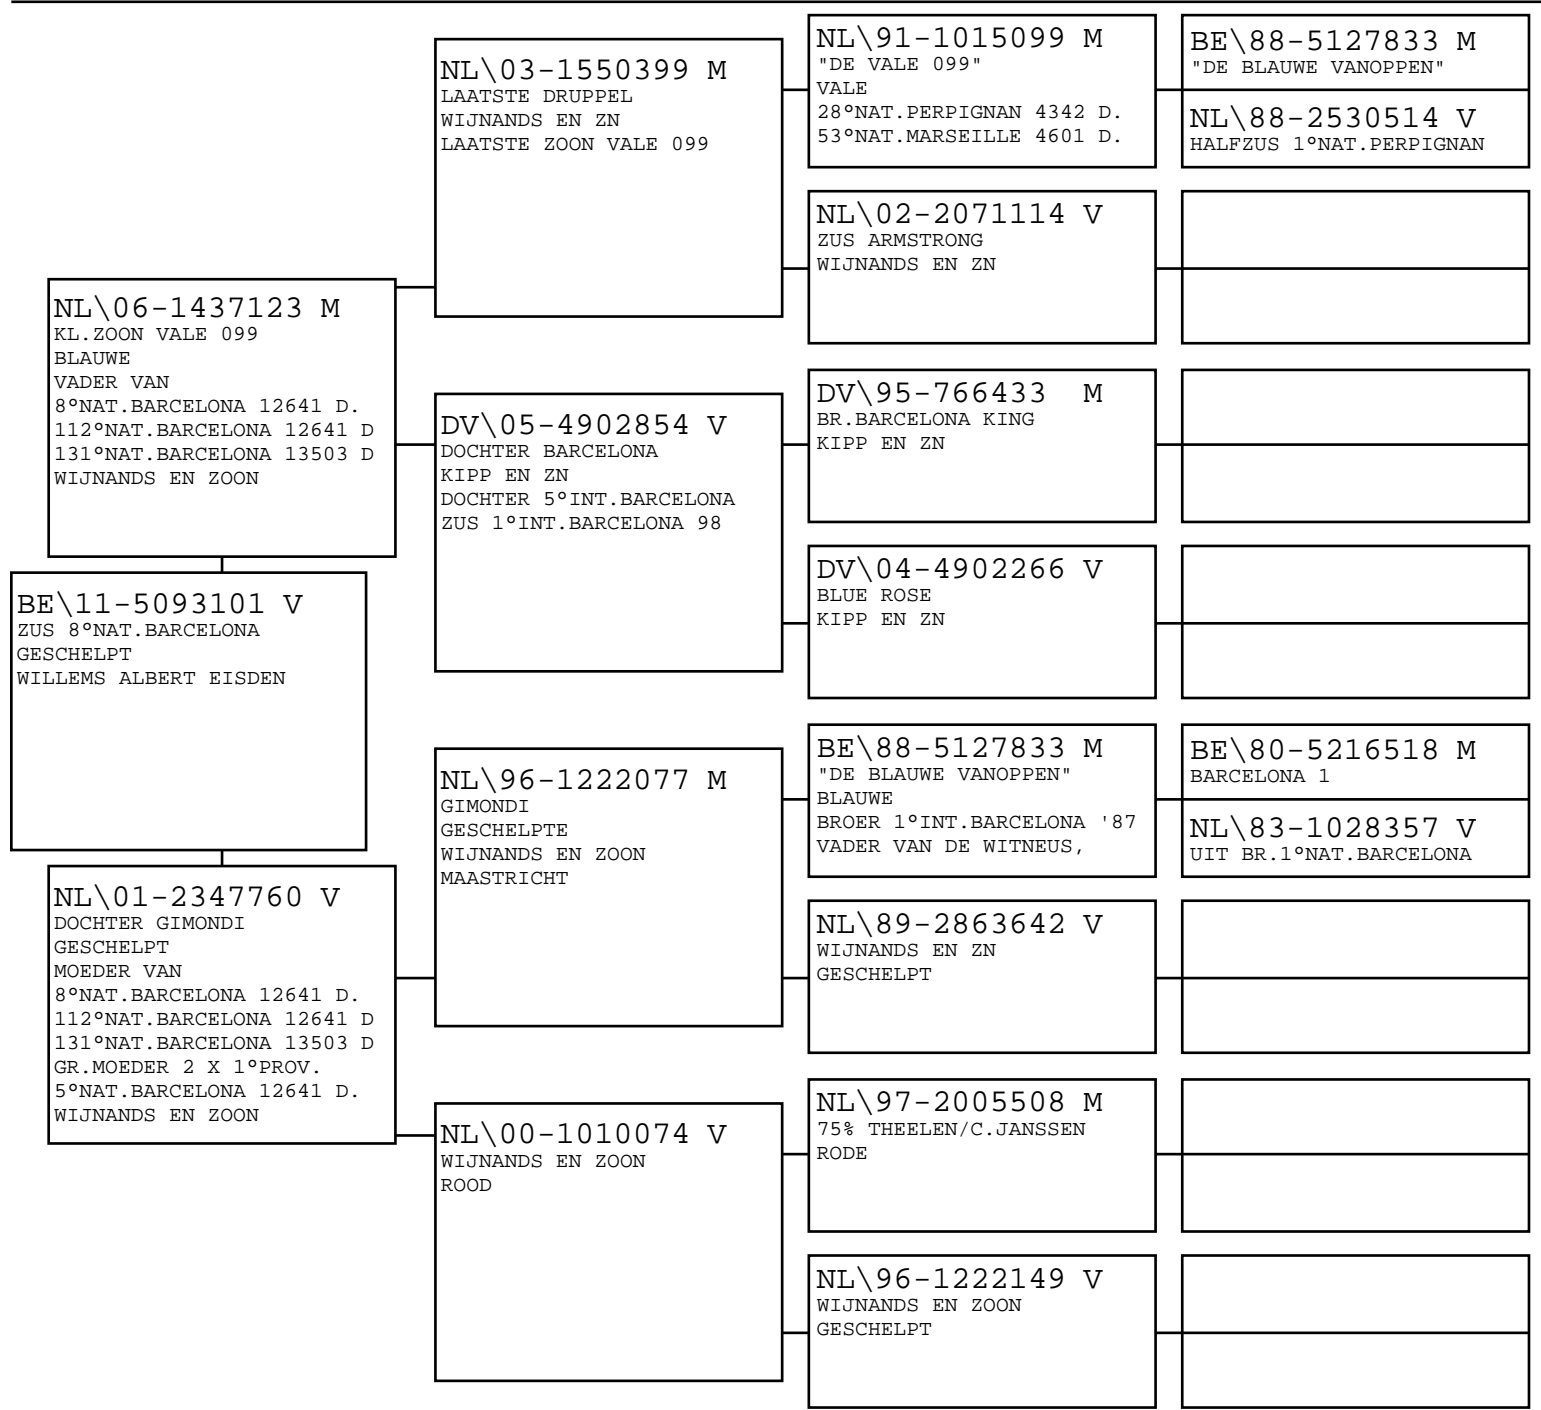 NL\03-1550399 M
LAATSTE DRUPPEL
WIJNANDS EN ZN
LAATSTE ZOON VALE 099
NL\91-1015099 M
"DE VALE 099"
VALE
28°NAT.PERPIGNAN 4342 D.
53°NAT.MARSEILLE 4601 D.
BE\88-5127833 M
"DE BLAUWE VANOPPEN"
NL\88-2530514 V
HALFZUS 1°NAT.PERPIGNAN
NL\02-2071114 V
ZUS ARMSTRONG
WIJNANDS EN ZN
NL\06-1437123 M
KL.ZOON VALE 099
BLAUWE
VADER VAN
8°NAT.BARCELONA 12641 D.
112°NAT.BARCELONA 12641 D
131°NAT.BARCELONA 13503 D
WIJNANDS EN ZOON
DV\05-4902854 V
DOCHTER BARCELONA
KIPP EN ZN
DOCHTER 5°INT.BARCELONA
ZUS 1°INT.BARCELONA 98
DV\95-766433  M
BR.BARCELONA KING
KIPP EN ZN
DV\04-4902266 V
BLUE ROSE
KIPP EN ZN
BE\11-5093101 V
ZUS 8°NAT.BARCELONA
GESCHELPT
WILLEMS ALBERT EISDEN
NL\96-1222077 M
GIMONDI
GESCHELPTE
WIJNANDS EN ZOON
MAASTRICHT
BE\88-5127833 M
"DE BLAUWE VANOPPEN"
BLAUWE
BROER 1°INT.BARCELONA '87
VADER VAN DE WITNEUS,
BE\80-5216518 M
BARCELONA 1
NL\83-1028357 V
UIT BR.1°NAT.BARCELONA
NL\89-2863642 V
WIJNANDS EN ZN
GESCHELPT
NL\01-2347760 V
DOCHTER GIMONDI
GESCHELPT
MOEDER VAN
8°NAT.BARCELONA 12641 D.
112°NAT.BARCELONA 12641 D
131°NAT.BARCELONA 13503 D
GR.MOEDER 2 X 1°PROV.
5°NAT.BARCELONA 12641 D.
WIJNANDS EN ZOON
NL\00-1010074 V
WIJNANDS EN ZOON
ROOD
NL\97-2005508 M
75% THEELEN/C.JANSSEN
RODE
NL\96-1222149 V
WIJNANDS EN ZOON
GESCHELPT